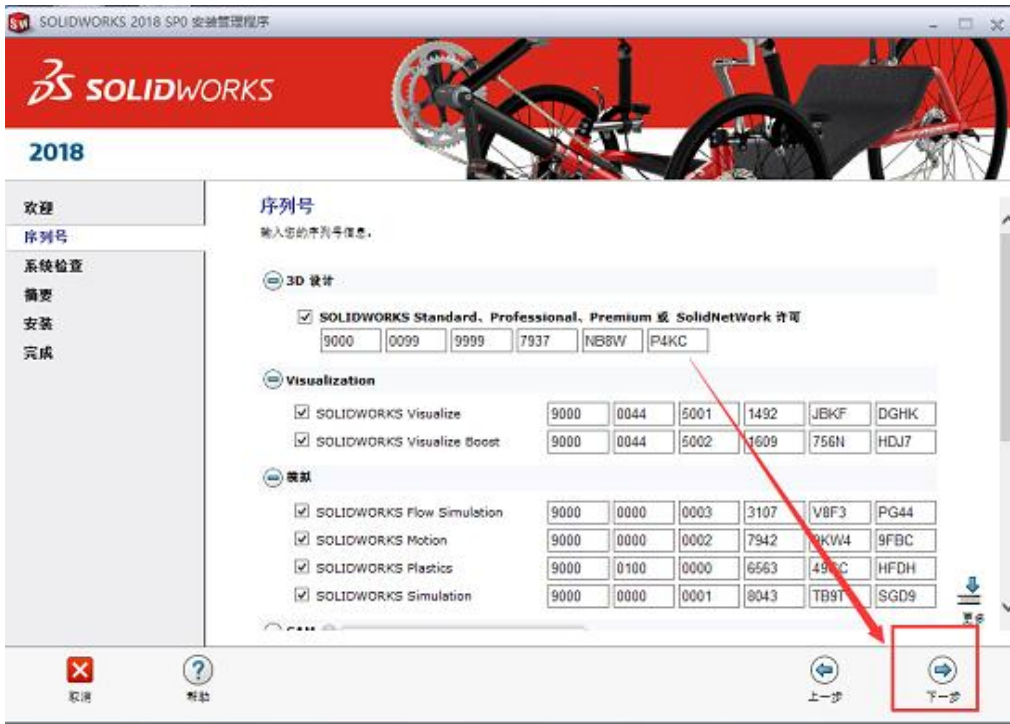 SOLIDWORKS 2018 SP0 安装管理程序
SOLIDWORKS
2018
欢迎
序列号
系统检查
摘要
安装
完成
序列号
输入您的序列号信息。
3D 设计
SOLIDWORKS Standard、Professional、Premium 或 SolidNetWork 许可
9000 0099 9999 7937 NB8W P4KC
Visualization
SOLIDWORKS Visualize 9000 0044 5001 1492 JBKF DGHK
SOLIDWORKS Visualize Boost 9000 0044 5002 1609 756N HDJ7
模拟
SOLIDWORKS Flow Simulation 9000 0000 0003 3107 V8F3 PG44
SOLIDWORKS Motion 9000 0000 0002 7942 9KW4 9FBC
SOLIDWORKS Plastics 9000 0100 0000 6563 HFDH
SOLIDWORKS Simulation 9000 0000 0001 8043 TB9T SGD9
CAM
更多
取消
帮助
上一步
下一步